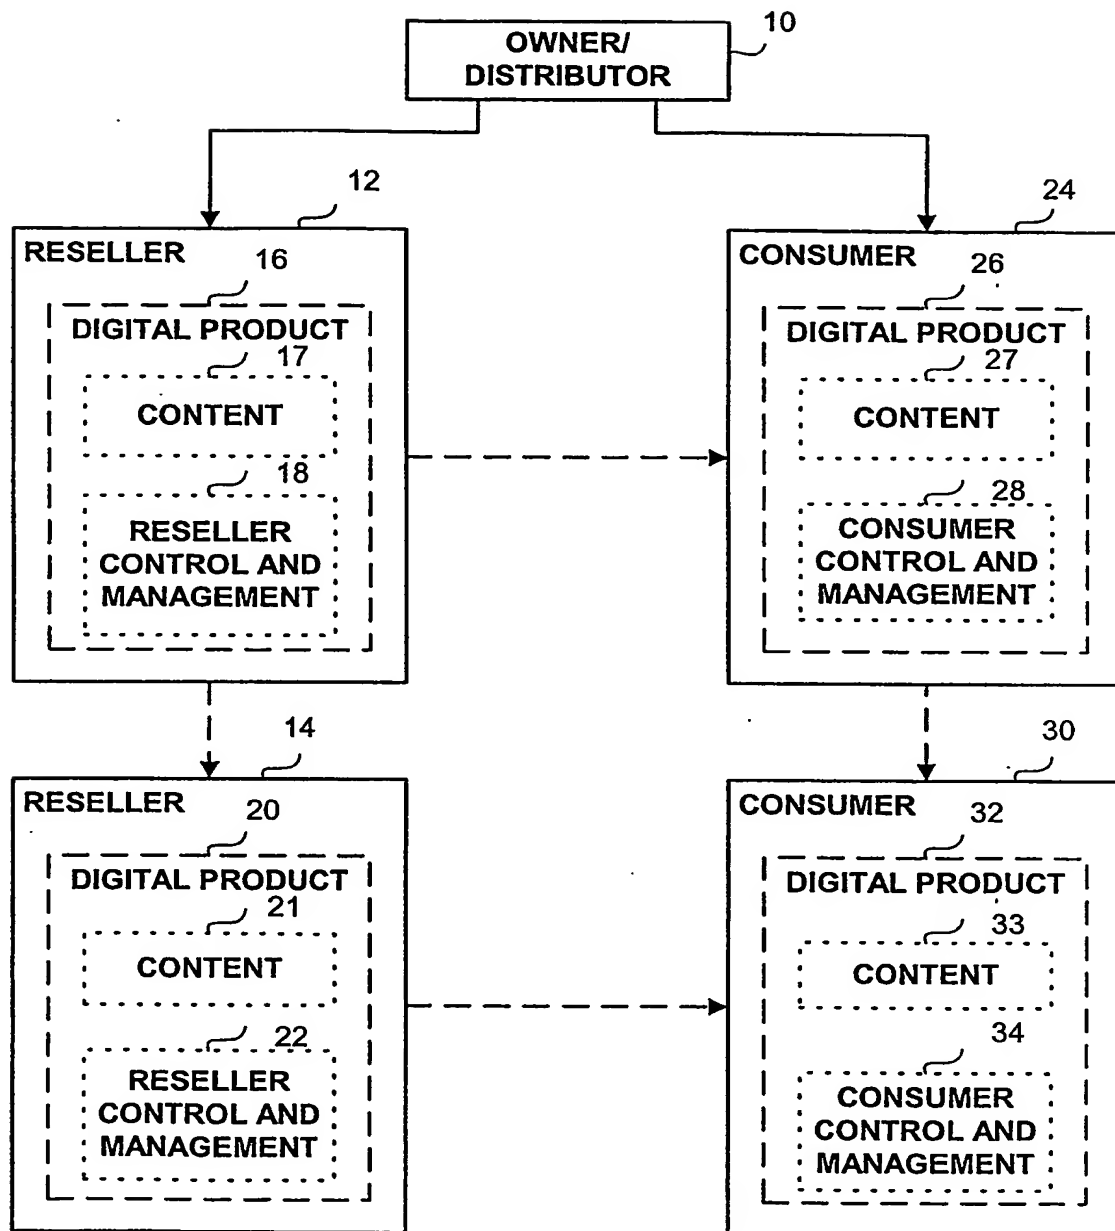 10
OWNER/
DISTRIBUTOR
12
RESELLER
16
DIGITAL PRODUCT
17
CONTENT
18
RESELLER
CONTROL AND
MANAGEMENT
24
CONSUMER
26
DIGITAL PRODUCT
27
CONTENT
28
CONSUMER
CONTROL AND
MANAGEMENT
14
RESELLER
20
DIGITAL PRODUCT
21
CONTENT
22
RESELLER
CONTROL AND
MANAGEMENT
30
CONSUMER
32
DIGITAL PRODUCT
33
CONTENT
34
CONSUMER
CONTROL AND
MANAGEMENT